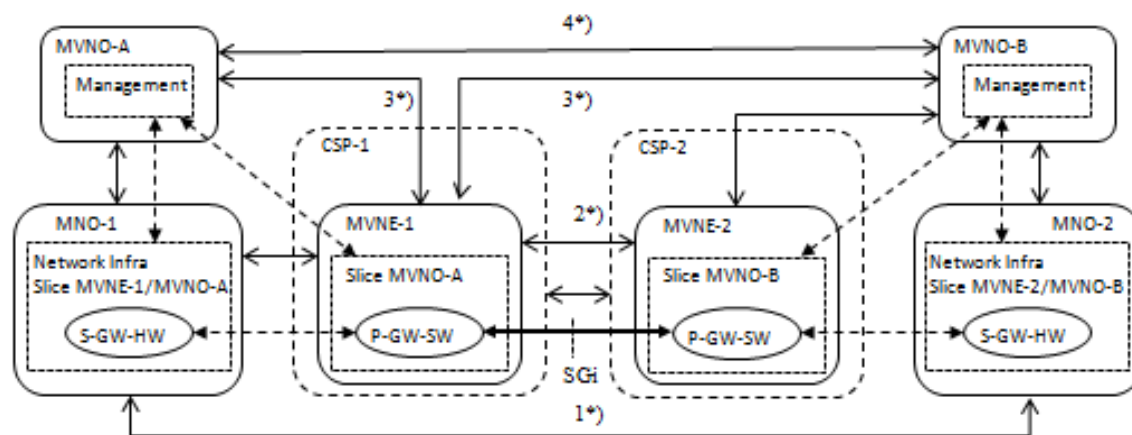 4*)
MVNO-A
MVNO-B
Management
Management
3*)
3*)
CSP-1
CSP-2
MNO-1
MVNE-1
2*)
MVNE-2
MNO-2
Network Infra
Slice MVNE-1/MVNO-A
Slice MVNO-A
Slice MVNO-B
Network Infra
Slice MVNE-2/MVNO-B
S-GW-HW
P-GW-SW
P-GW-SW
S-GW-HW
SGi
1*)